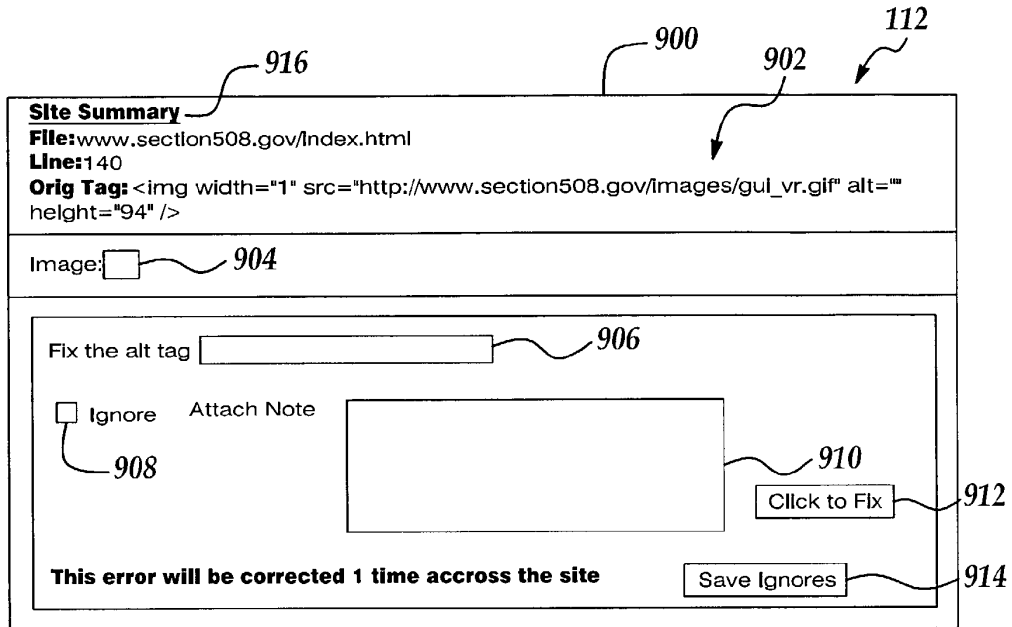 112
900
916
902
Site Summary
File:www.section508.gov/index.html
Line:140
Orig Tag: <img width="1" src="http://www.section508.gov/images/gui_vr.gif" alt=""
height="94" />
Image:
904
Fix the alt tag
906
Ignore
Attach Note
908
910
Click to Fix
912
This error will be corrected 1 time accross the site
Save Ignores
914